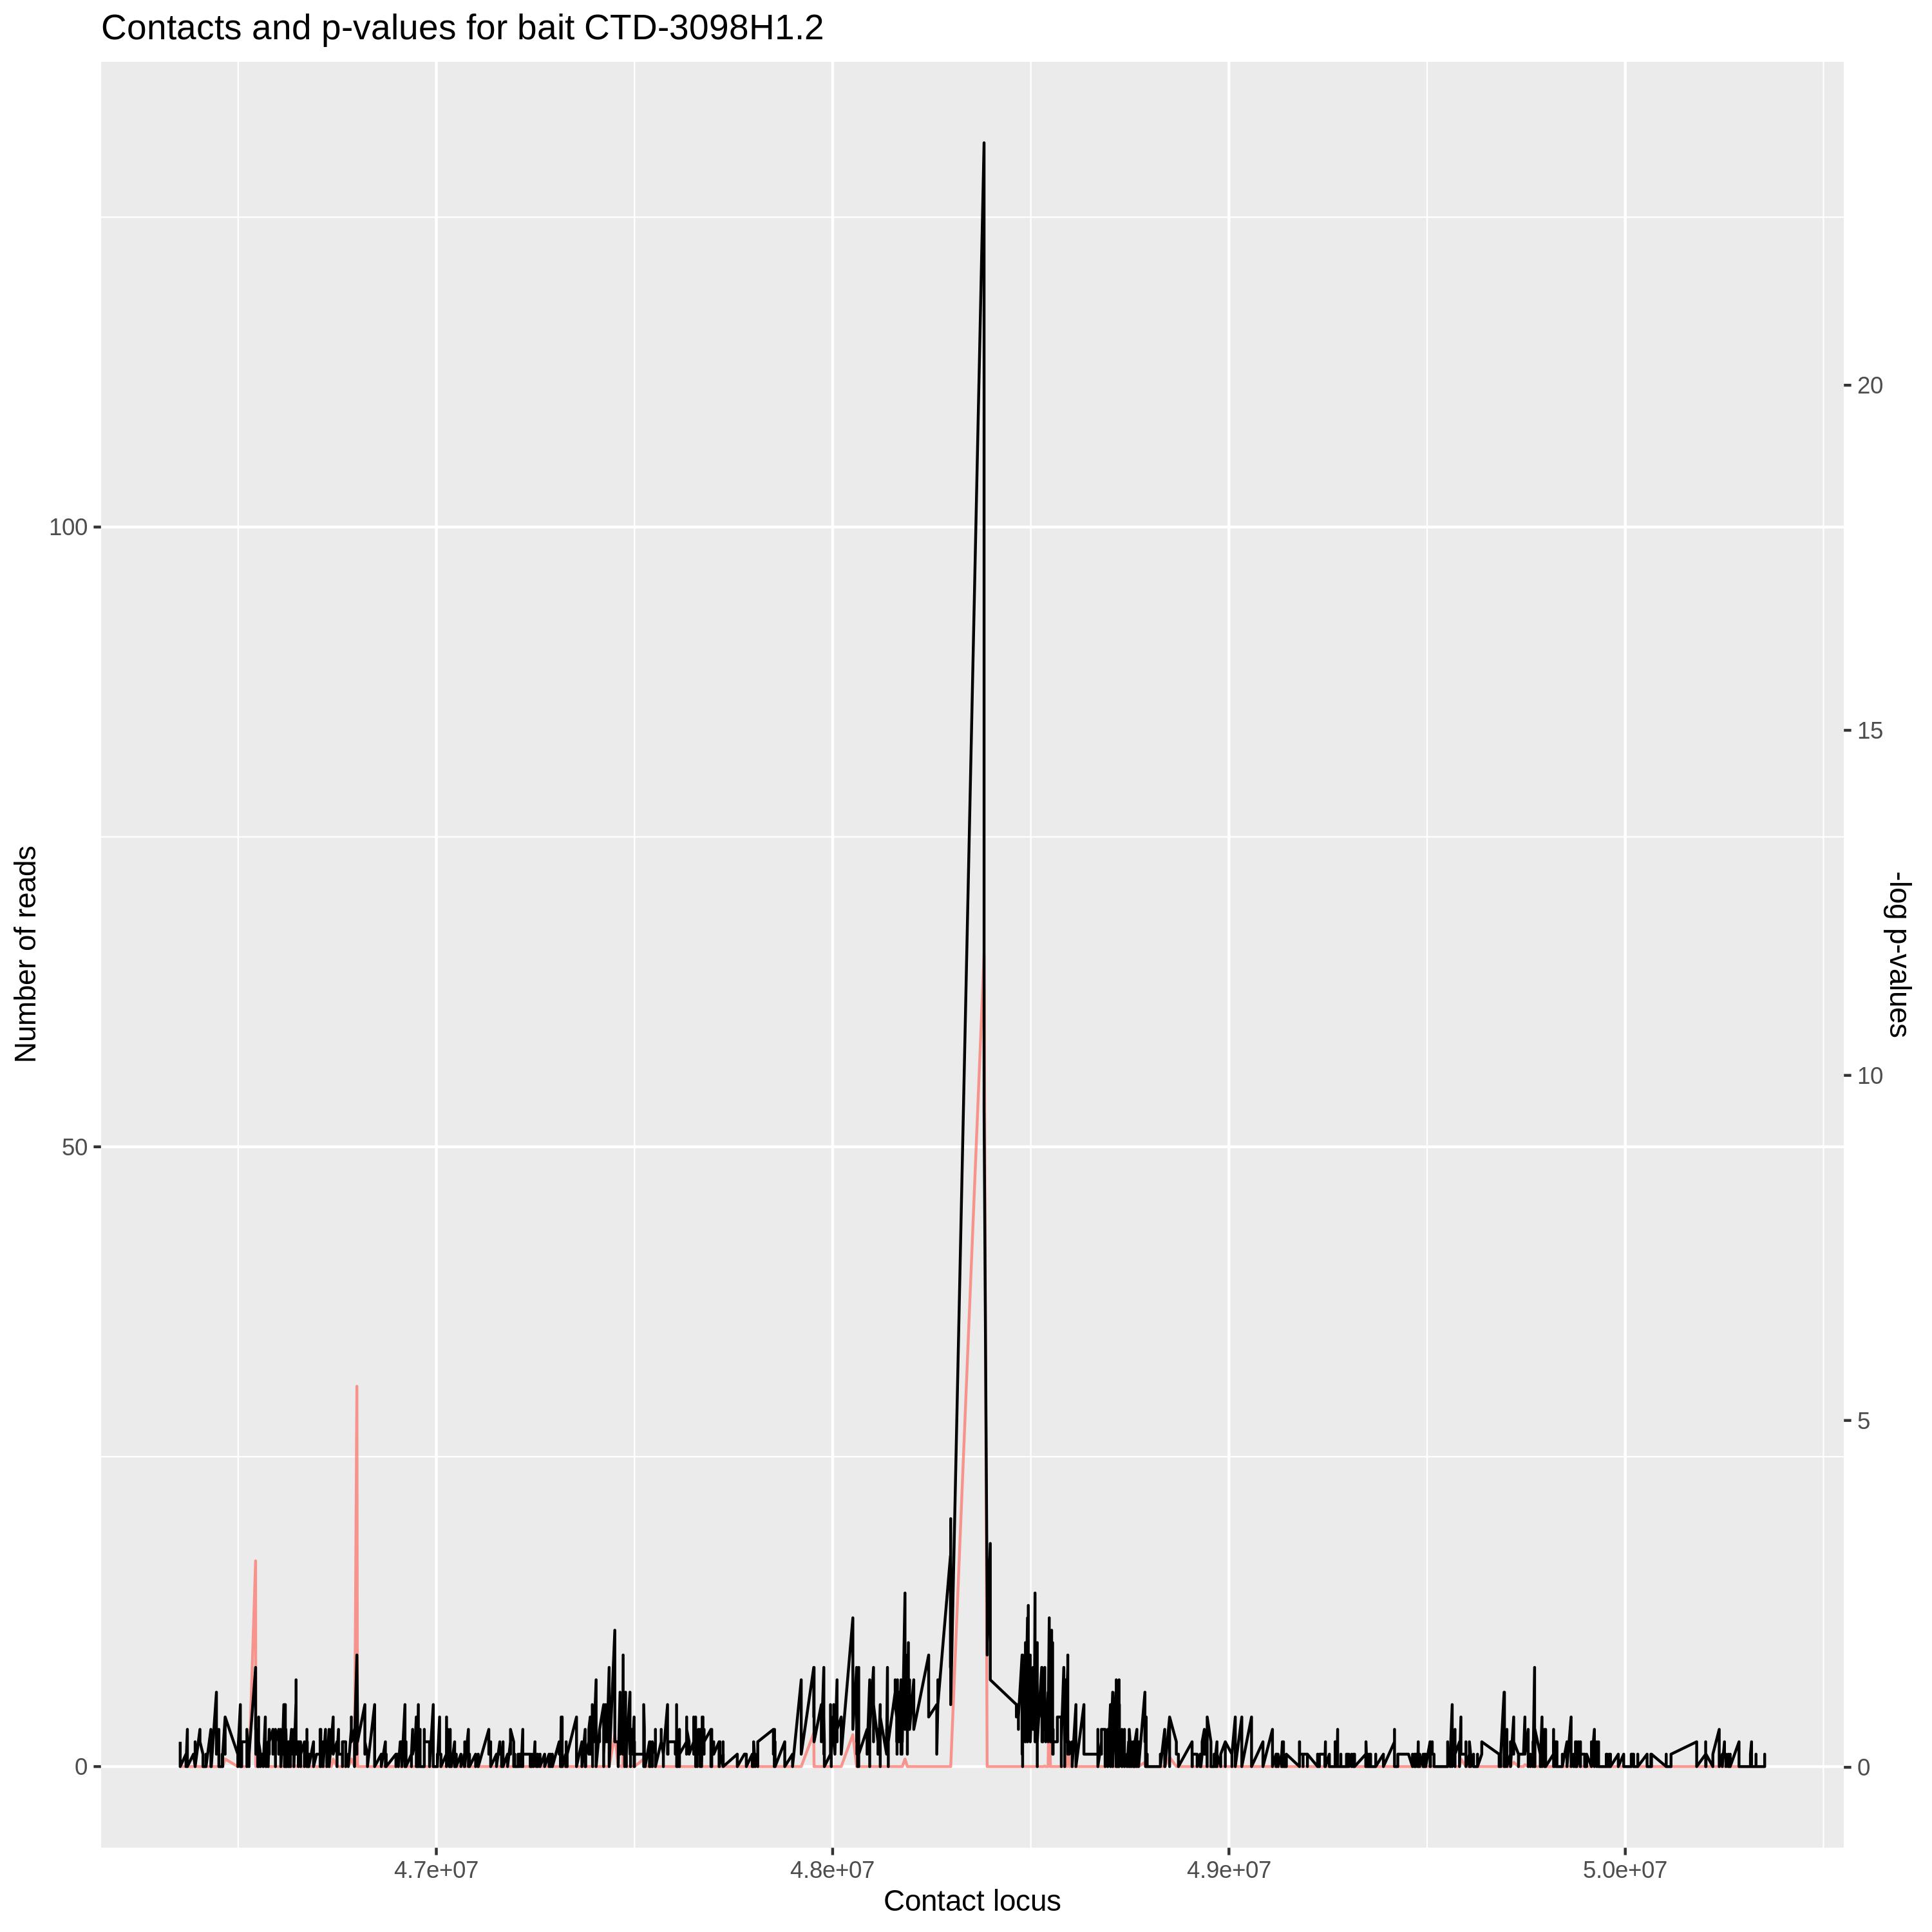 Contacts and p-values for bait CTD-3098H1.2
Number of reads
100
50
0
20
15
10
5
0
-log p-values
4.7e+07
4.8e+07
4.9e+07
5.0e+07
Contact locus